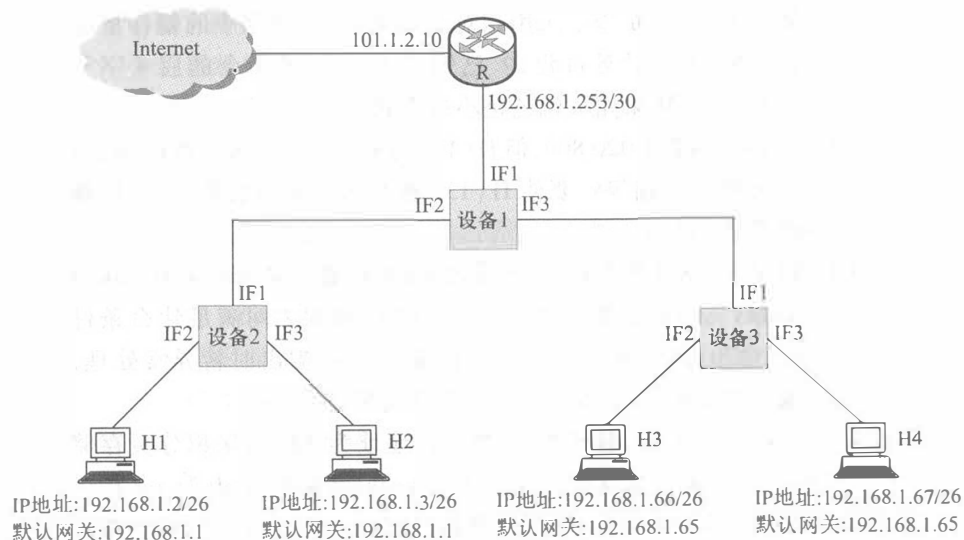 Internet
101.1.2.10
R
192.168.1.253/30
IF1
IF2
设备1
IF3
IF1
IF2
设备2
IF3
IF1
IF2
设备3
IF3
H1
H2
H3
H4
IP地址:192.168.1.2/26
默认网关:192.168.1.1
IP地址:192.168.1.3/26
默认网关:192.168.1.1
IP地址:192.168.1.66/26
默认网关:192.168.1.65
IP地址:192.168.1.67/26
默认网关:192.168.1.65